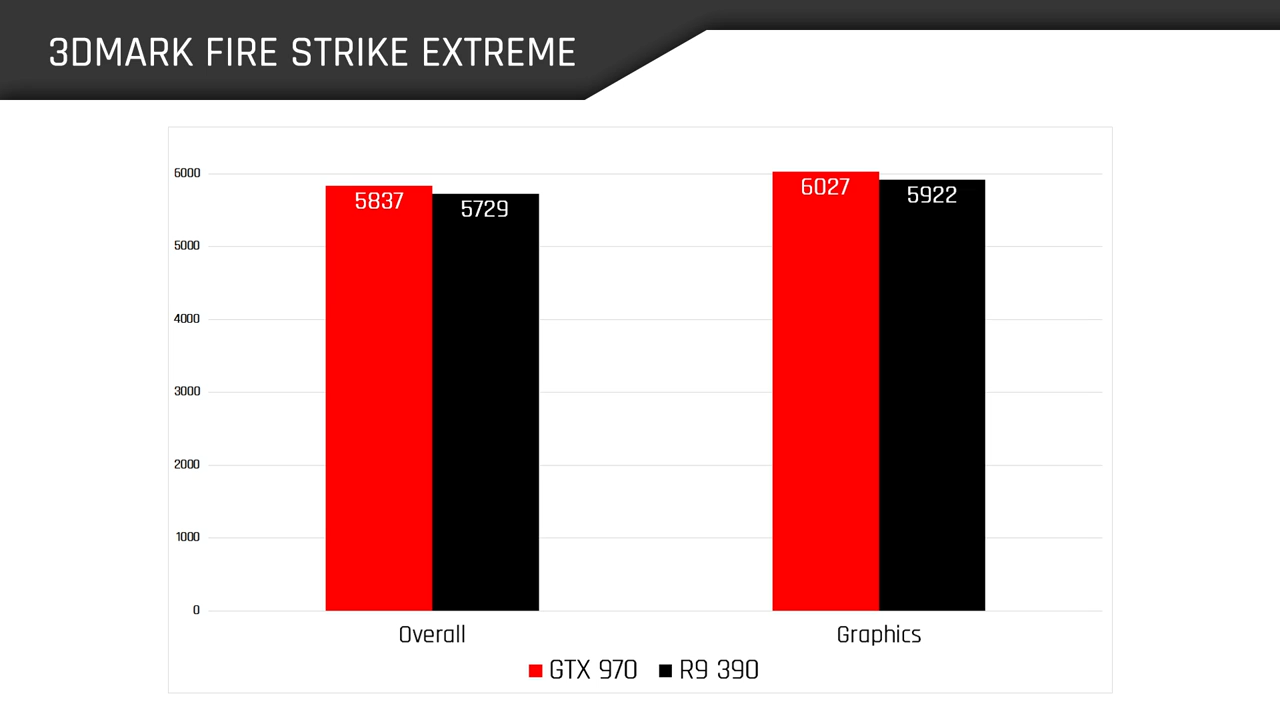 3DMARK FIRE STRIKE EXTREME
6000
5000
4000
3000
2000
1000
0
5837
5729
6027
5922
Overall
Graphics
GTX 970
R9 390